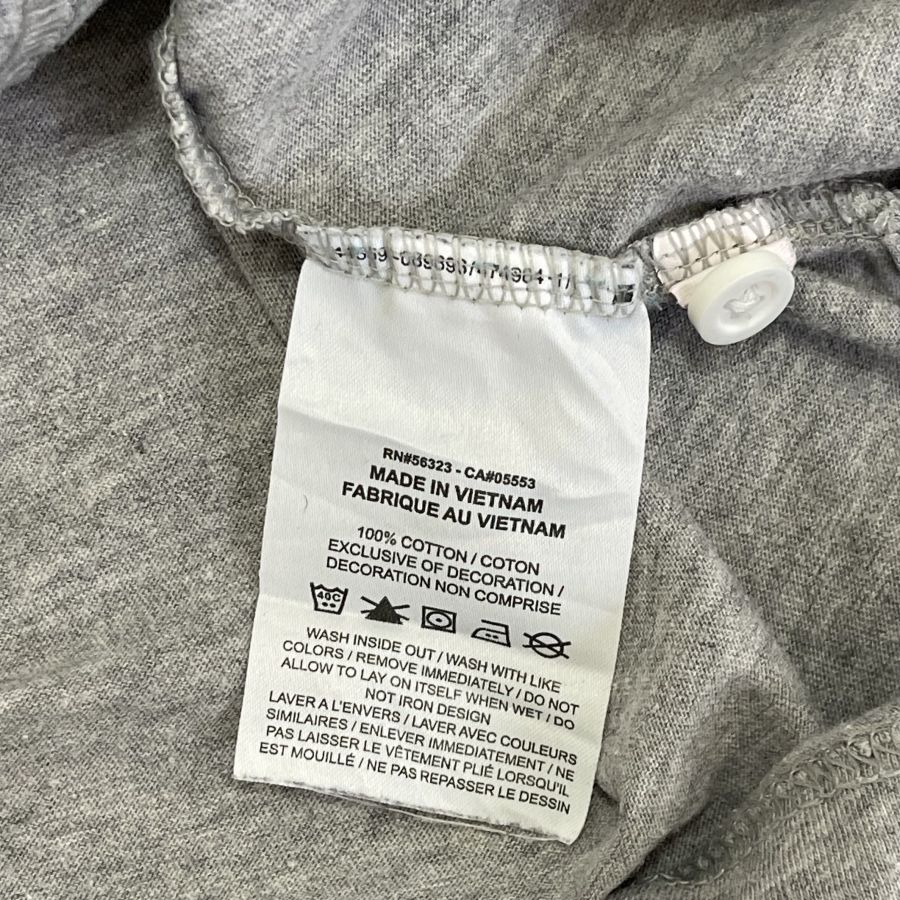 RN#56323 - CA#05553
MADE IN VIETNAM
FABRIQUE AU VIETNAM
100% COTTON / COTON
EXCLUSIVE OF DECORATION /
DECORATION NON COMPRISE
40C
WASH INSIDE OUT / WASH WITH LIKE
COLORS / REMOVE IMMEDIATELY / DO NOT
ALLOW TO LAY ON ITSELF WHEN WET / DO
NOT IRON DESIGN
LAVER A L'ENVERS / LAVER AVEC COULEURS
SIMILAIRES / ENLEVER IMMEDIATEMENT / NE
PAS LAISSER LE VÊTEMENT PLIÉ LORSQU'IL
EST MOUILLÉ / NE PAS REPASSER LE DESSIN